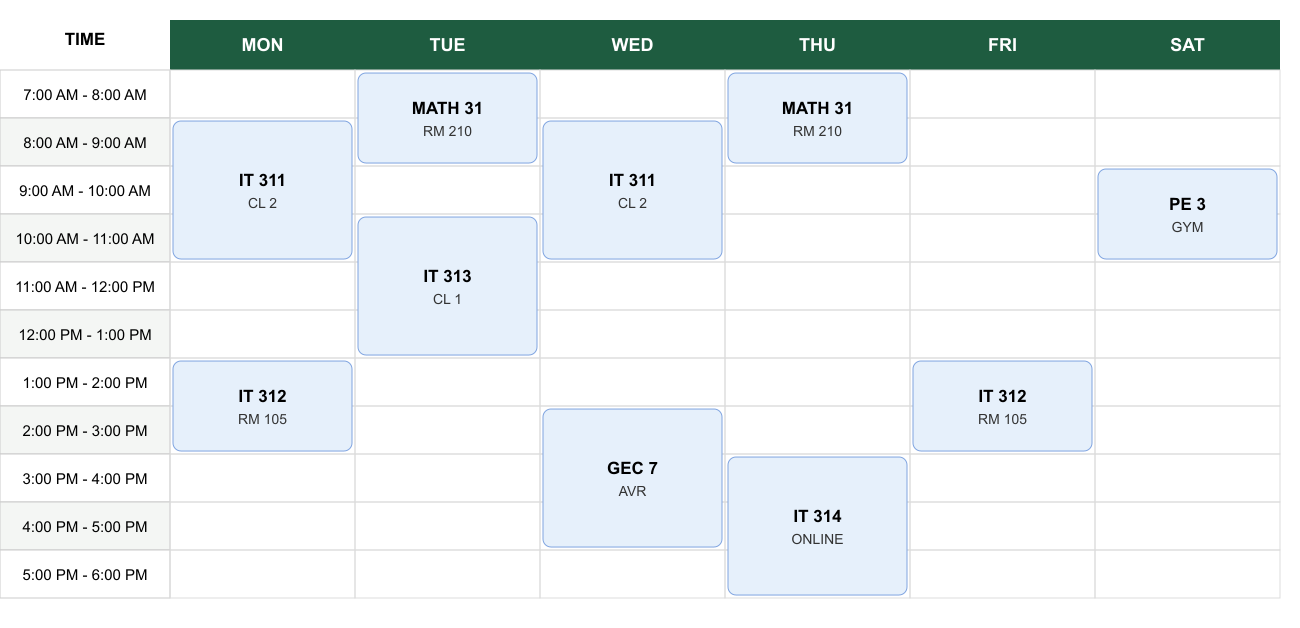 TIME MON TUE WED THU FRI SAT
7:00 AM - 8:00 AM
MATH 31
RM 210
MATH 31
RM 210
8:00 AM - 9:00 AM
IT 311
CL 2
IT 311
CL 2
9:00 AM - 10:00 AM
PE 3
GYM
10:00 AM - 11:00 AM
IT 313
CL 1
11:00 AM - 12:00 PM
12:00 PM - 1:00 PM
1:00 PM - 2:00 PM
IT 312
RM 105
IT 312
RM 105
2:00 PM - 3:00 PM
GEC 7
AVR
3:00 PM - 4:00 PM
IT 314
ONLINE
4:00 PM - 5:00 PM
5:00 PM - 6:00 PM